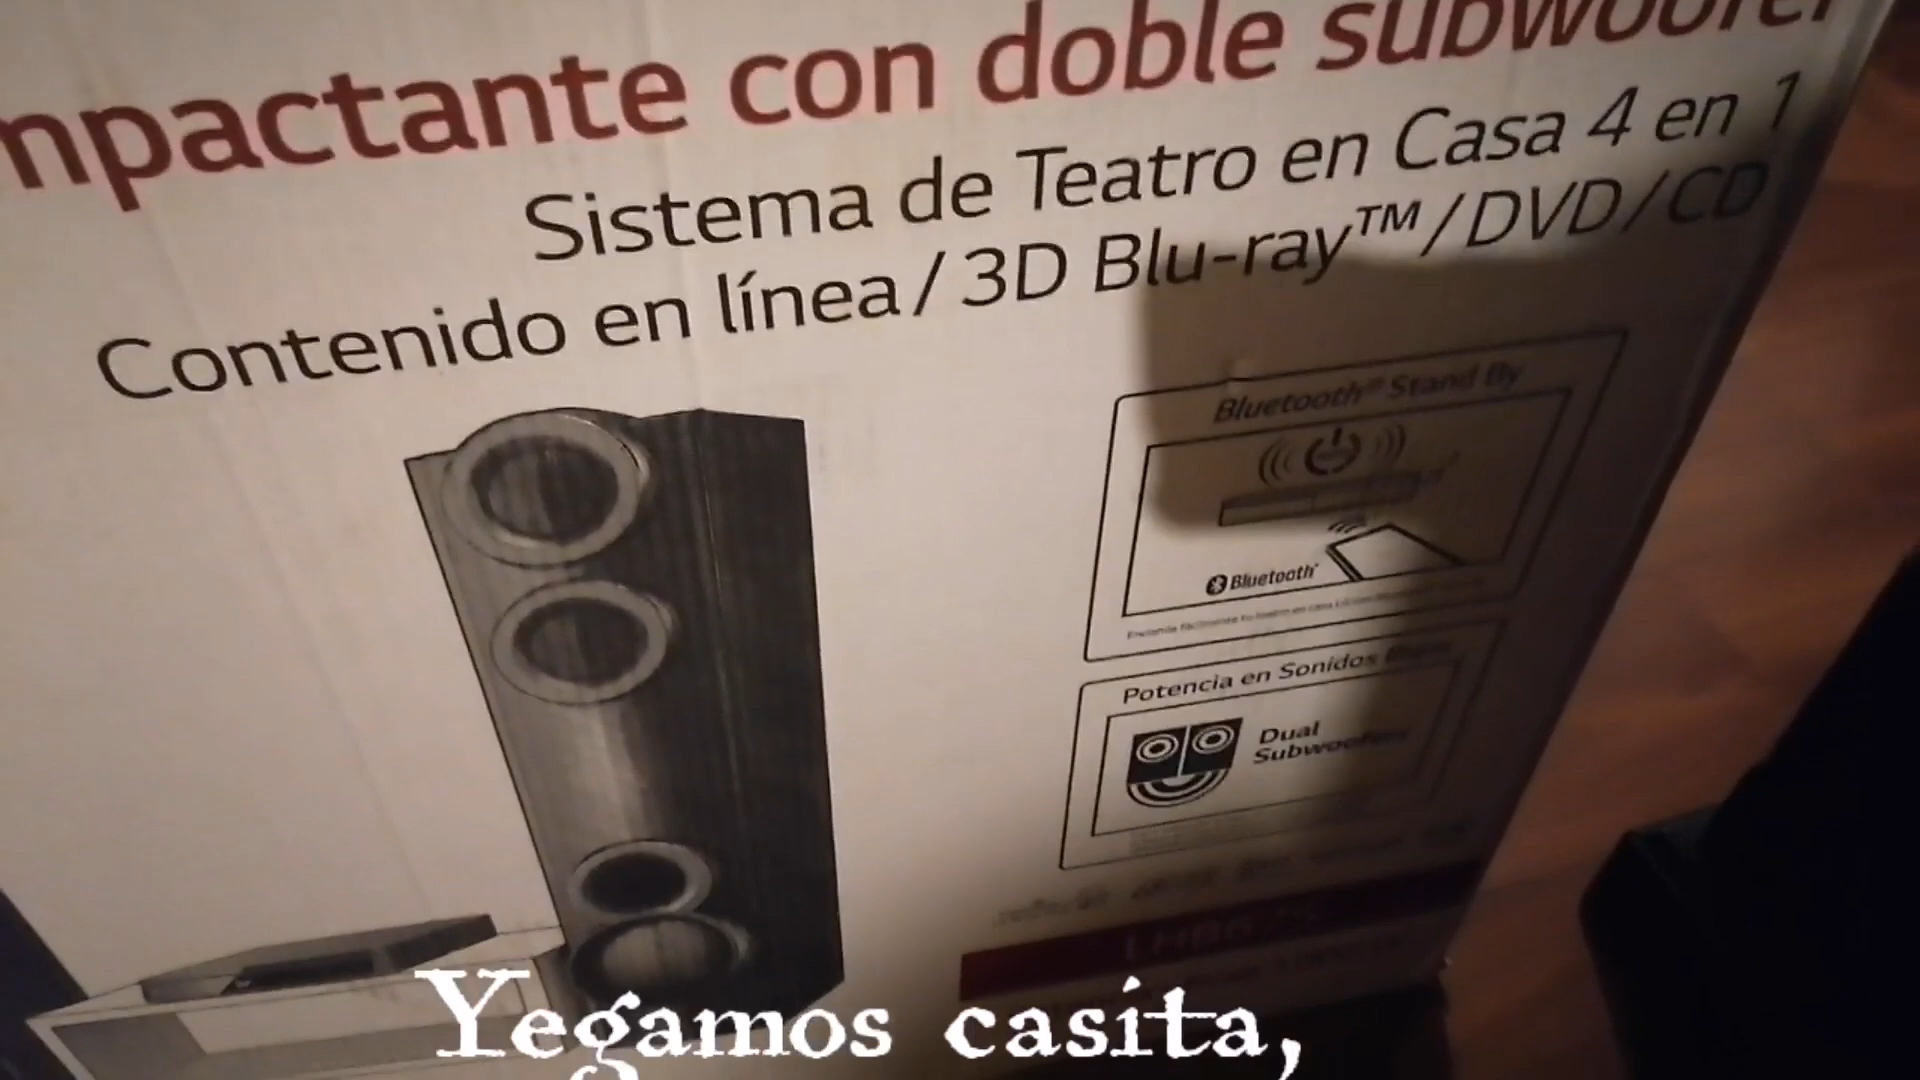 mpactante con doble subwoofer
Sistema de Teatro en Casa 4 en 1
Contenido en línea / 3D Blu-ray™ / DVD / CD
Bluetooth® Stand By
Bluetooth®
Potencia en Sonidos
Dual
Subwoofers
Yegamos casita,